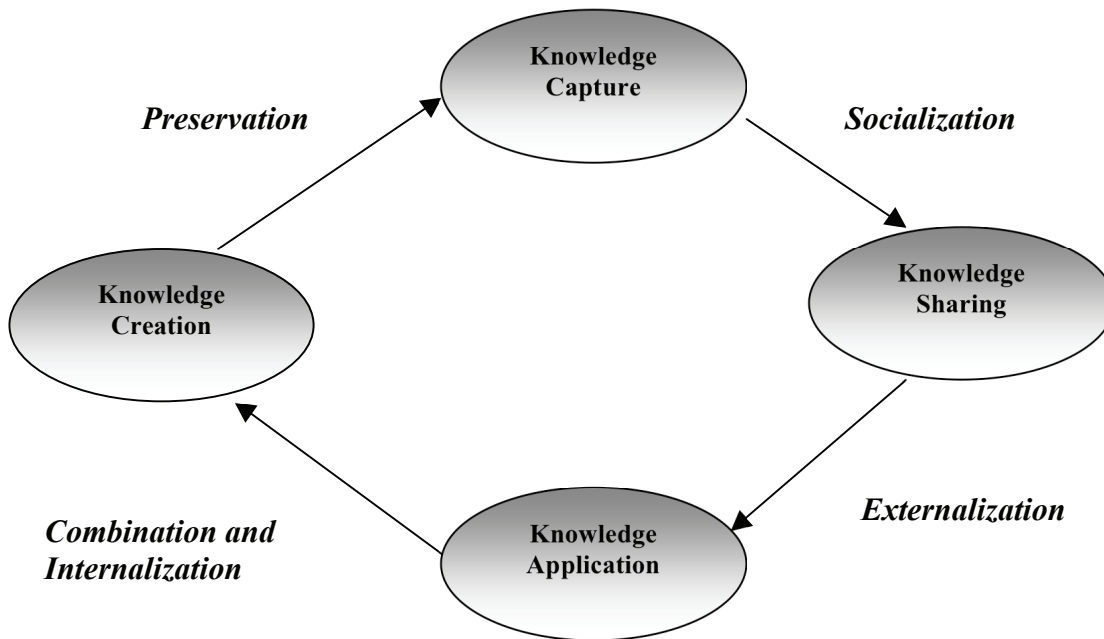 Knowledge
Capture
Preservation
Socialization
Knowledge
Creation
Knowledge
Sharing
Combination and
Internalization
Knowledge
Application
Externalization